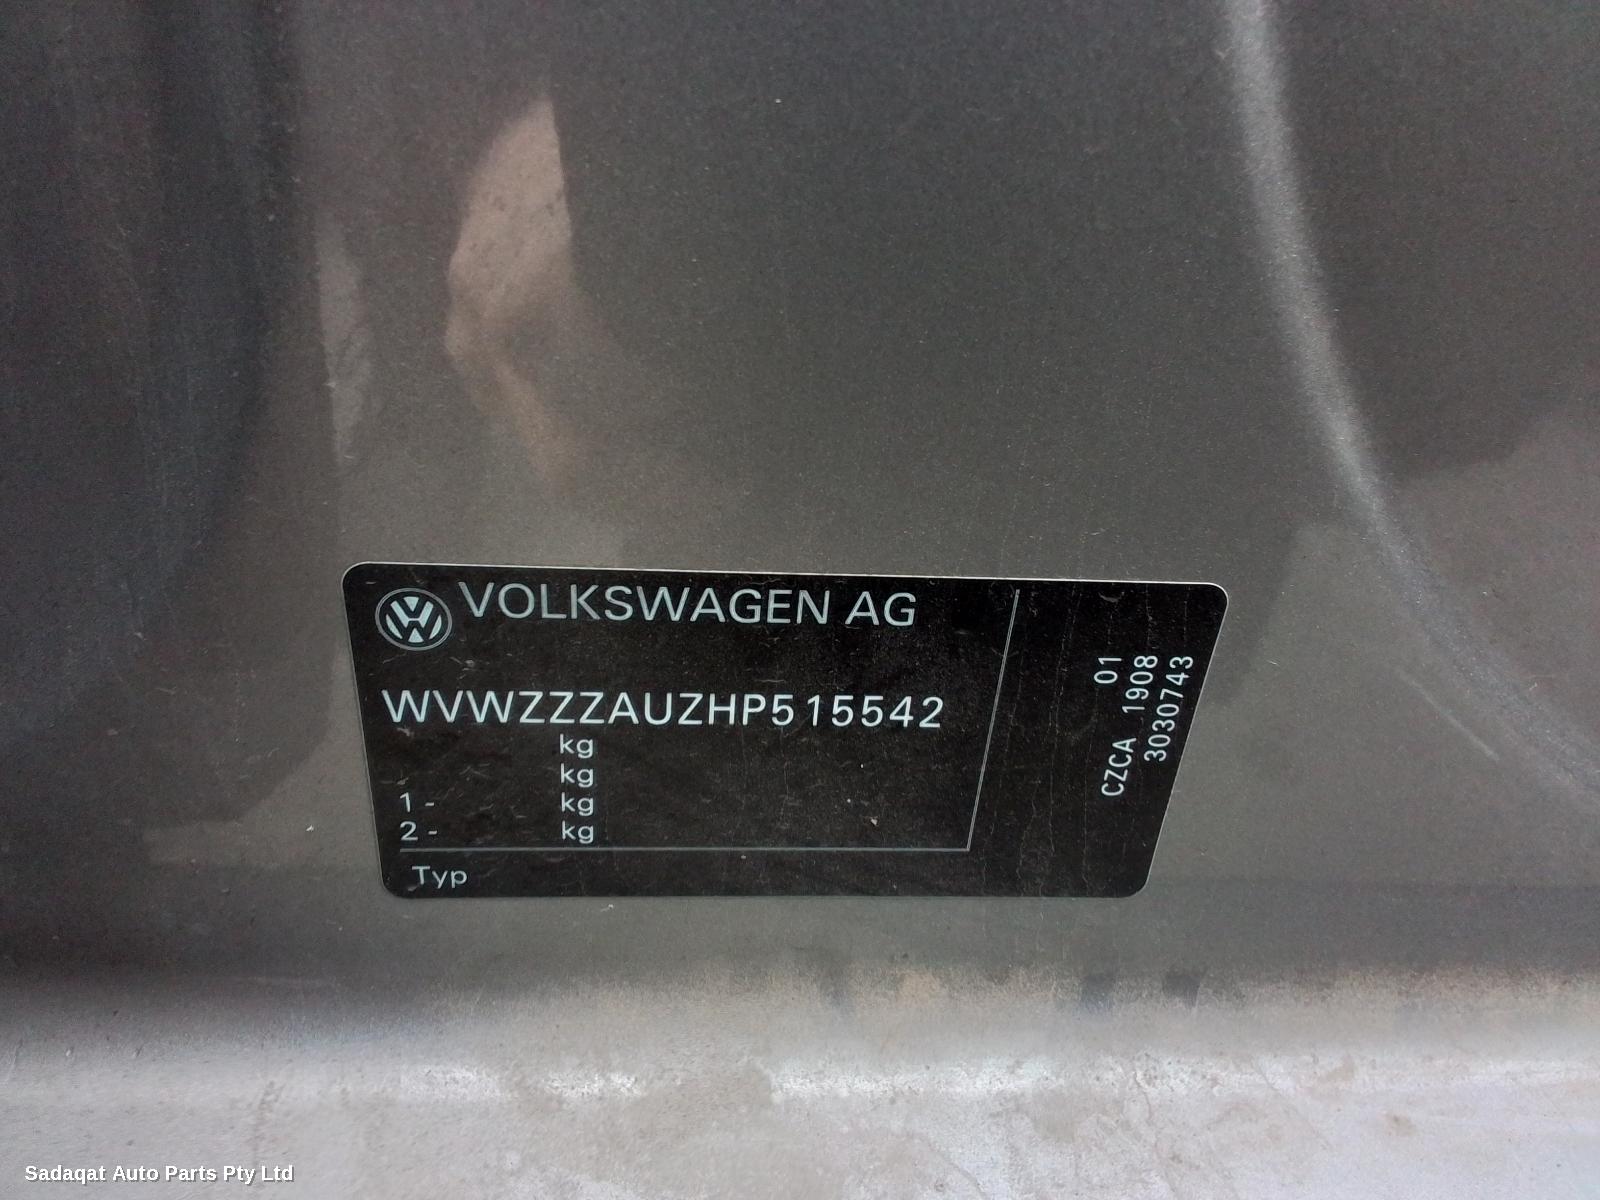 VOLKSWAGEN AG
WVWZZZAUZHP515542
kg
kg
1 - kg
2 - kg
Typ
CZCA 01
1908
3030743
Sadaqat Auto Parts Pty Ltd